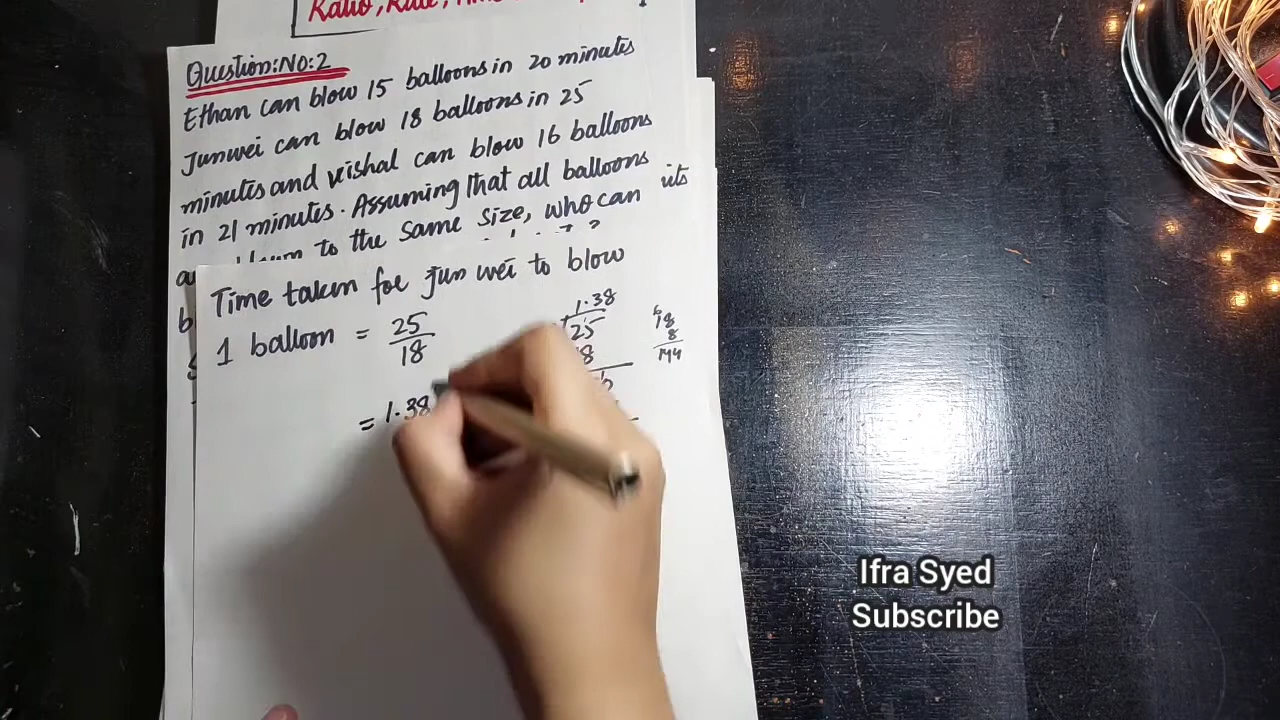 Question:No:2
Ethan can blow 15 balloons in 20 minutes
Junwei can blow 18 balloons in 25
minutes and vishal can blow 16 balloons
in 21 minutes. Assuming that all balloons
to the same size, who can its
Time taken for Jun wei to blow
1 balloon = 25/18
1.38
25
18
8
144
= 1.38
Ifra Syed
Subscribe